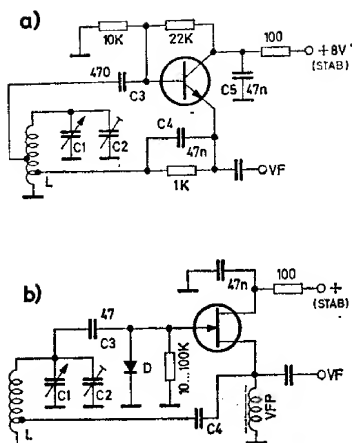 a)
10K
22K
100
+8V
(STAB)
470
C3
C5
47n
C4
47n
C1
C2
L
1K
VF
b)
47n
100
+
(STAB)
47
C3
D
10...100K
C1
C2
L
C4
VFP
VF